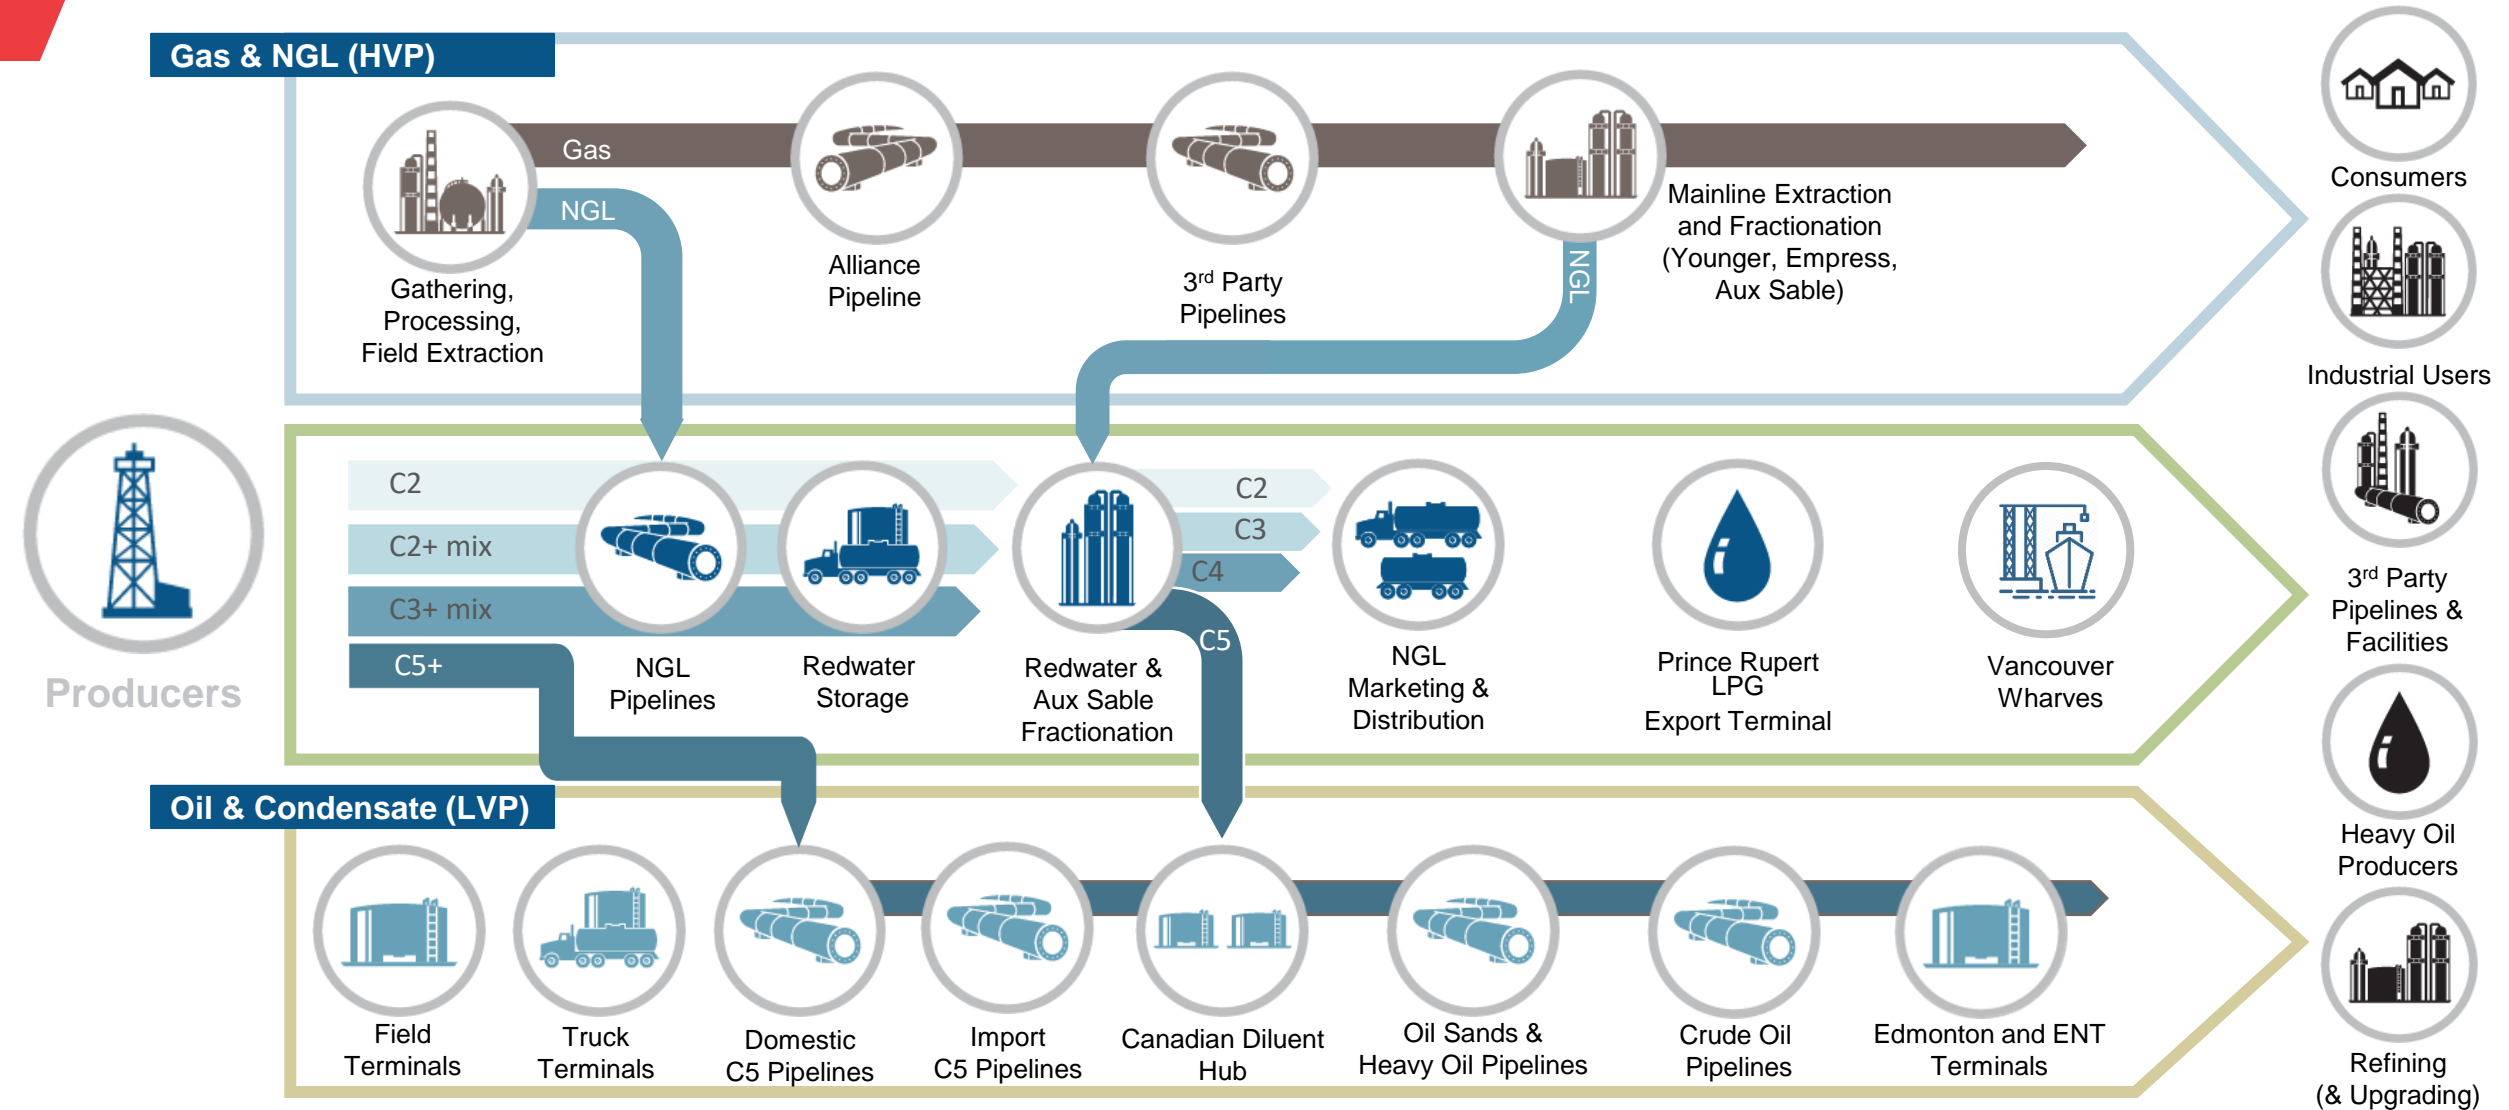 Gas & NGL (HVP)
Gas
NGL
Gathering,
Processing,
Field Extraction
Alliance
Pipeline
3rd Party
Pipelines
Mainline Extraction
and Fractionation
(Younger, Empress,
Aux Sable)
NGL
Producers
C2
C2+ mix
C3+ mix
C5+
NGL
Pipelines
Redwater
Storage
Redwater &
Aux Sable
Fractionation
C2
C3
C4
C5
NGL
Marketing &
Distribution
Prince Rupert
LPG
Export Terminal
Vancouver
Wharves
Oil & Condensate (LVP)
Field
Terminals
Truck
Terminals
Domestic
C5 Pipelines
Import
C5 Pipelines
Canadian Diluent
Hub
Oil Sands &
Heavy Oil Pipelines
Crude Oil
Pipelines
Edmonton and ENT
Terminals
Consumers
Industrial Users
3rd Party
Pipelines &
Facilities
Heavy Oil
Producers
Refining
(& Upgrading)